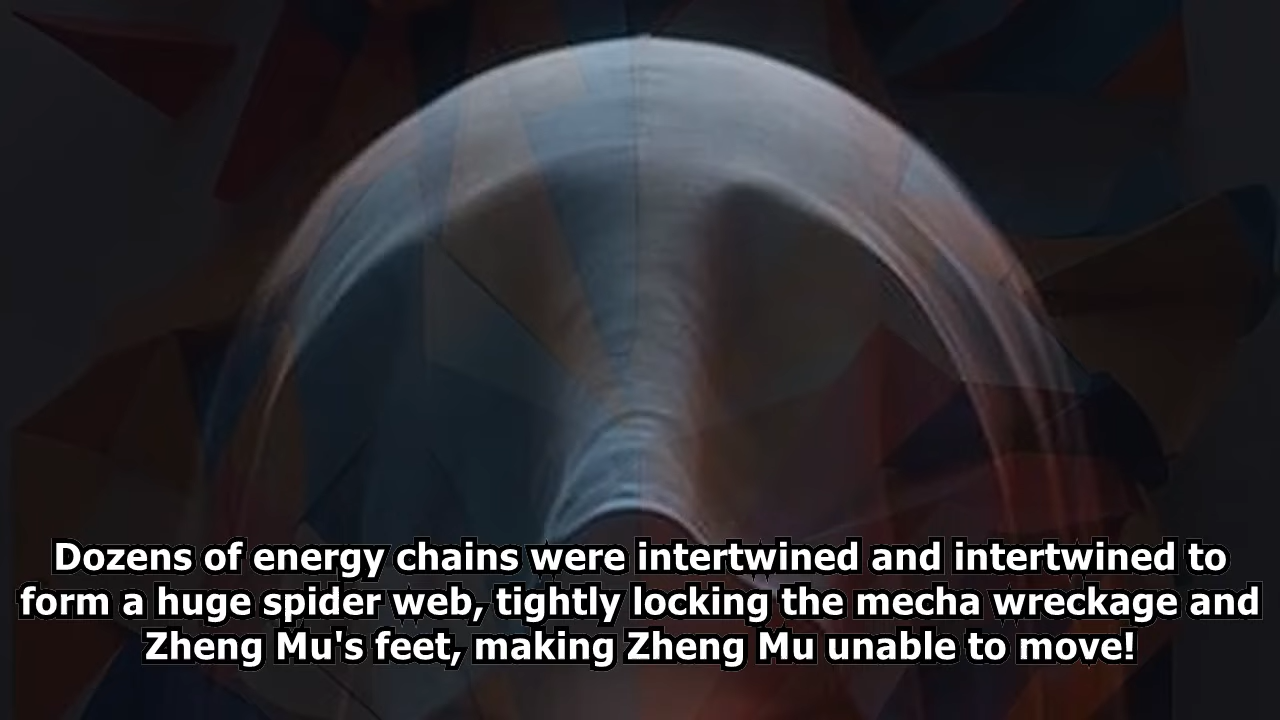 Dozens of energy chains were intertwined and intertwined to
form a huge spider web, tightly locking the mecha wreckage and
Zheng Mu's feet, making Zheng Mu unable to move!